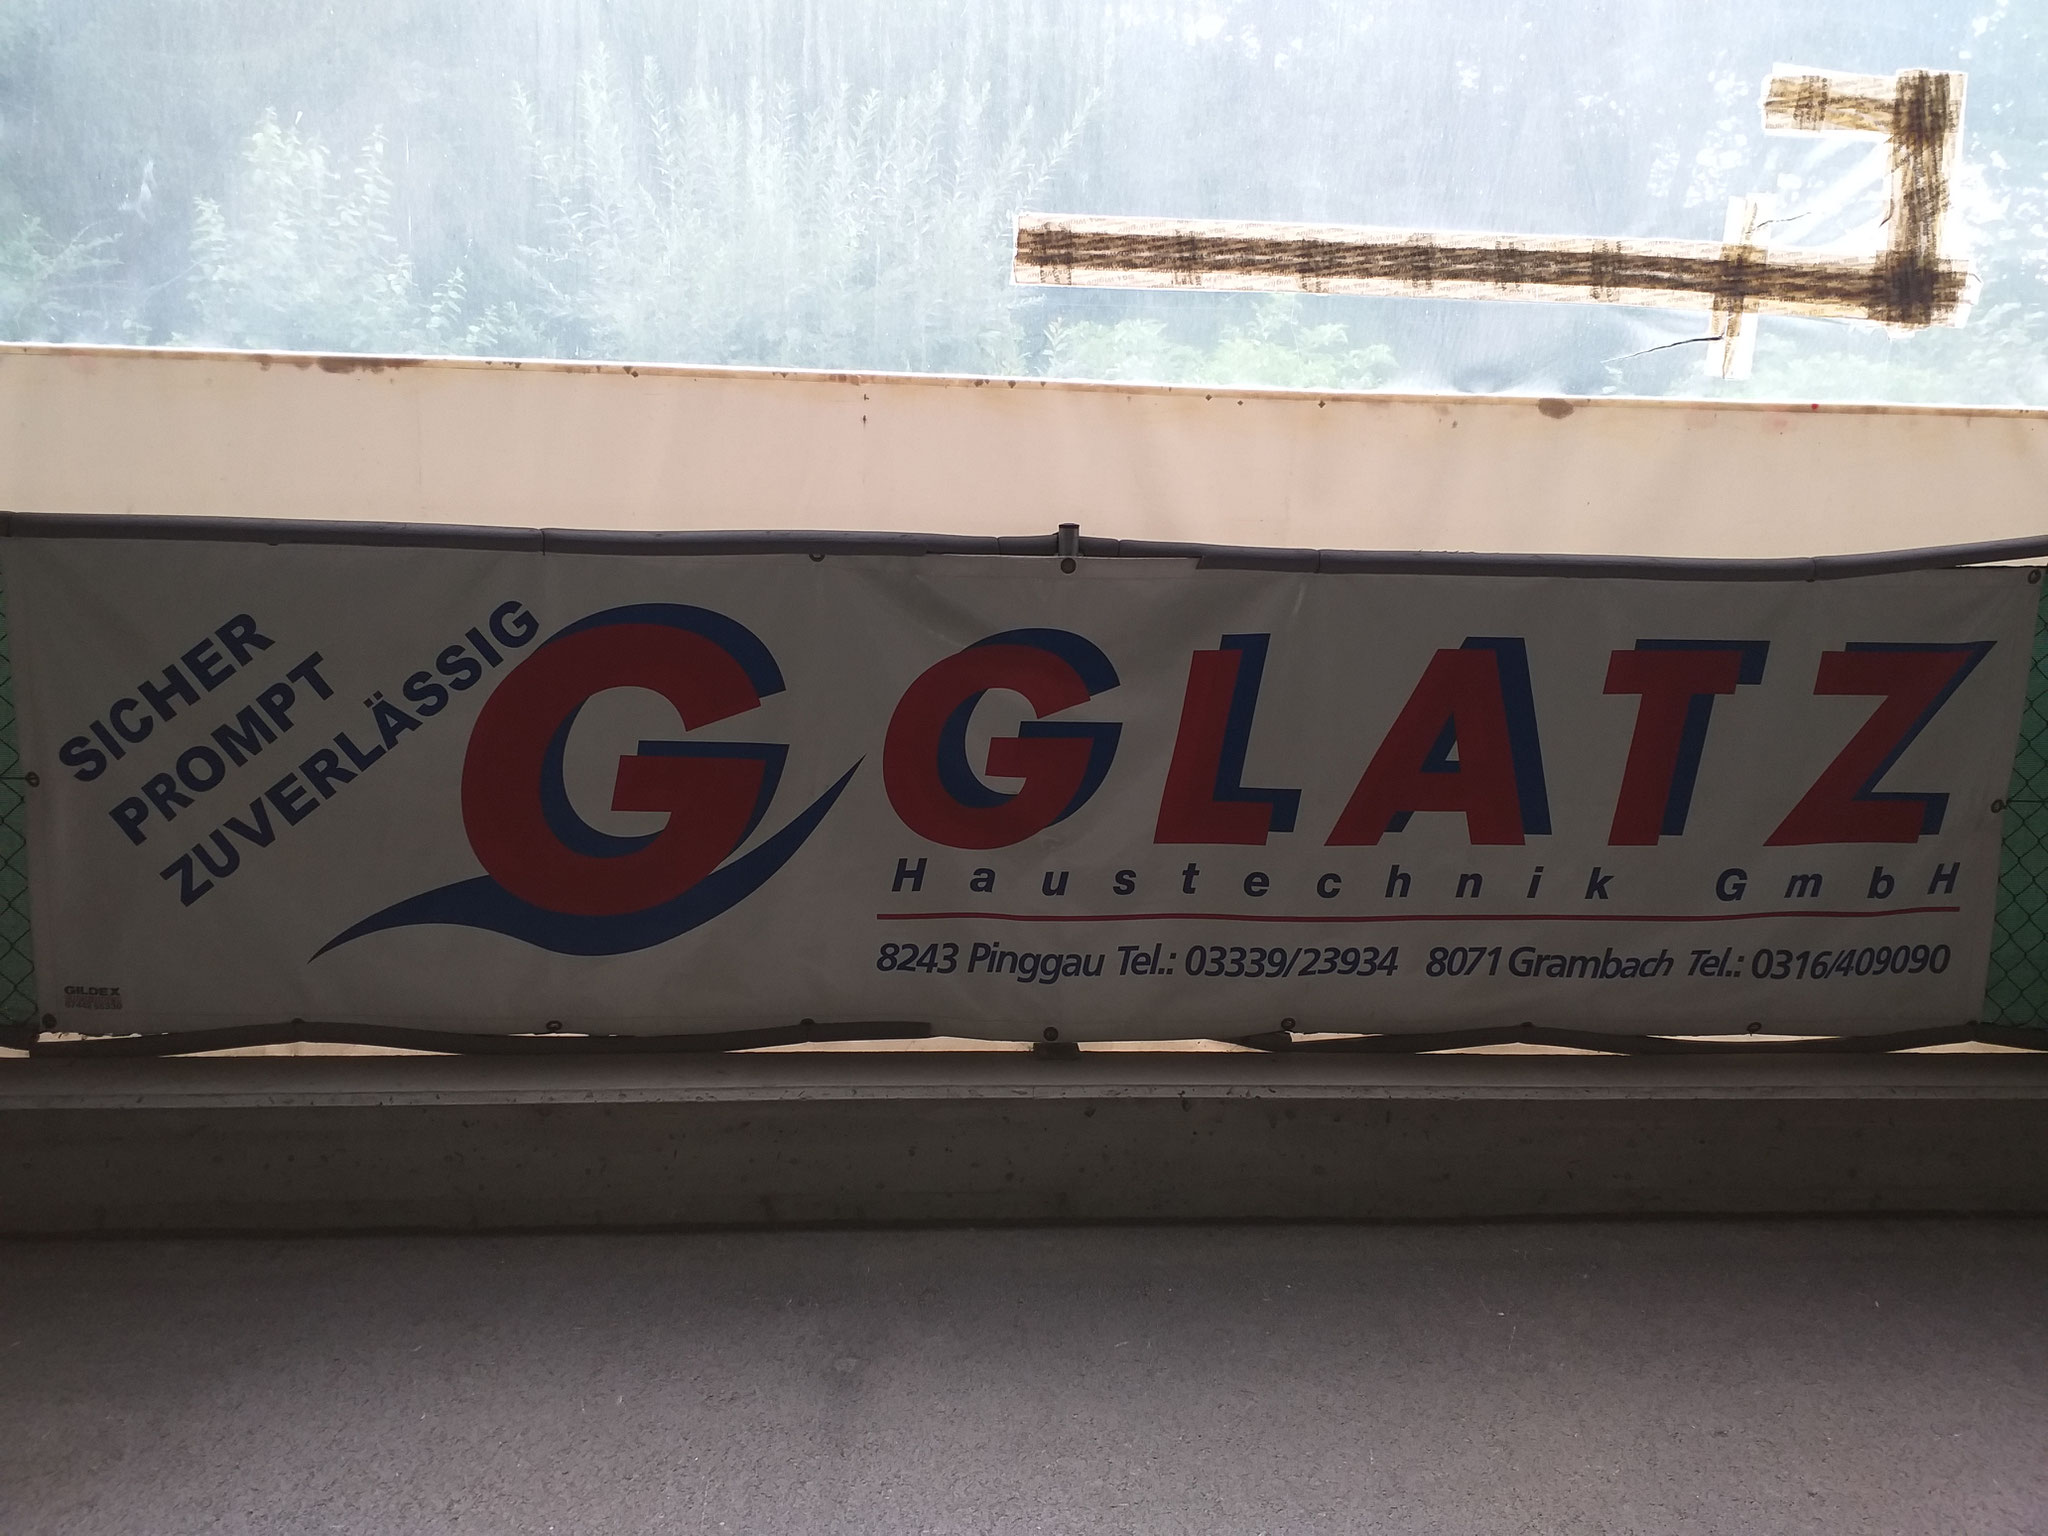 SICHER
PROMPT
ZUVERLÄSSIG
G
GLATZ
Haustechnik GmbH
8243 Pinggau Tel.: 03339/23934 8071 Grambach Tel.: 0316/409090
GILDEX